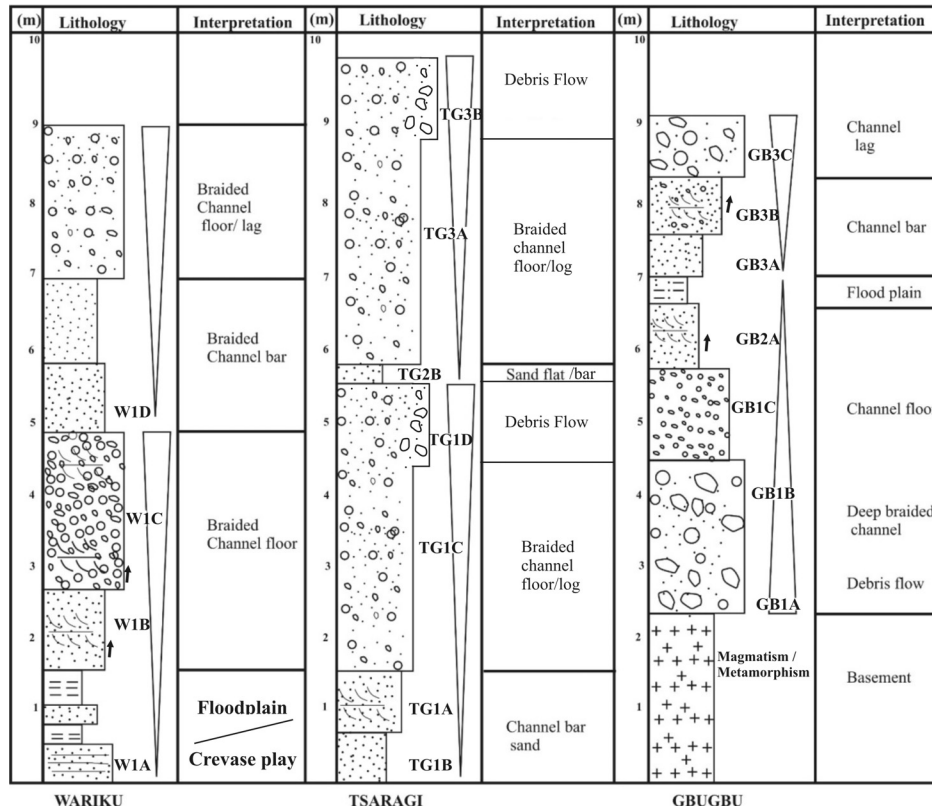 (m) Lithology Interpretation (m) Lithology Interpretation (m) Lithology Interpretation
10
9
8
7
6
5
4
3
2
1
W1D
W1C
W1B
W1A
Braided
Channel
floor/ lag
Braided
Channel bar
Braided
Channel floor
Floodplain
Crevase play
WARIKU
10
9
8
7
6
5
4
3
2
1
TG3B
TG3A
TG2B
TG1D
TG1C
TG1A
TG1B
Debris Flow
Braided
channel
floor/log
Sand flat /bar
Debris Flow
Braided
channel
floor/log
Channel bar
sand
TSARAGI
10
9
8
7
6
5
4
3
2
1
GB3C
GB3B
GB3A
GB2A
GB1C
GB1B
GB1A
Magmatism /
Metamorphism
Channel
lag
Channel bar
Flood plain
Channel floor
Deep braided
channel
Debris flow
Basement
GBUGBU